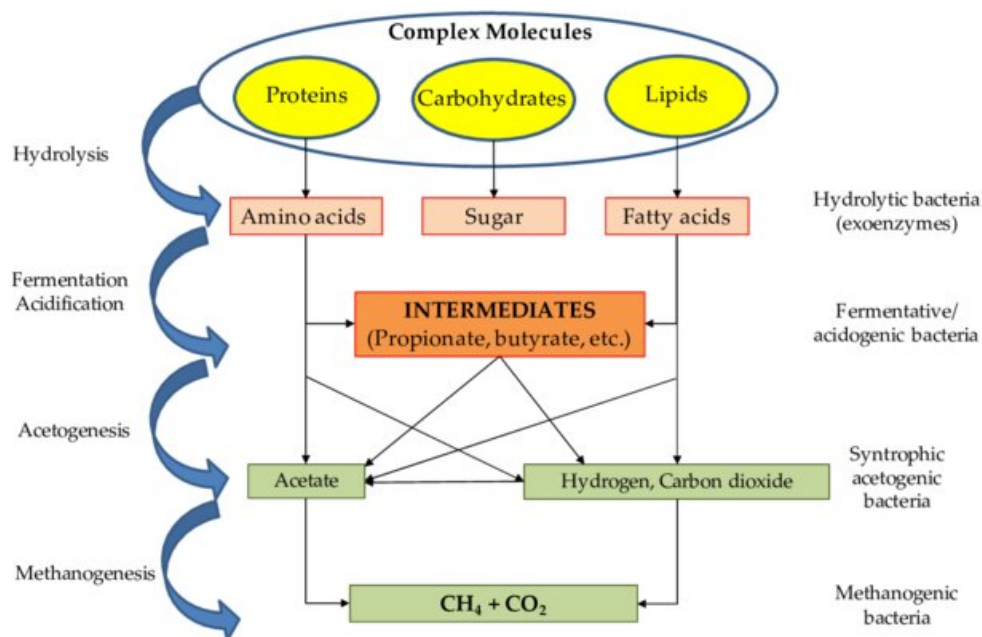 Complex Molecules
Proteins
Carbohydrates
Lipids
Hydrolysis
Amino acids
Sugar
Fatty acids
Hydrolytic bacteria
(exoenzymes)
Fermentation
Acidification
INTERMEDIATES
(Propionate, butyrate, etc.)
Fermentative/
acidogenic bacteria
Acetogenesis
Acetate
Hydrogen, Carbon dioxide
Syntrophic
acetogenic
bacteria
Methanogenesis
CH₄ + CO₂
Methanogenic
bacteria